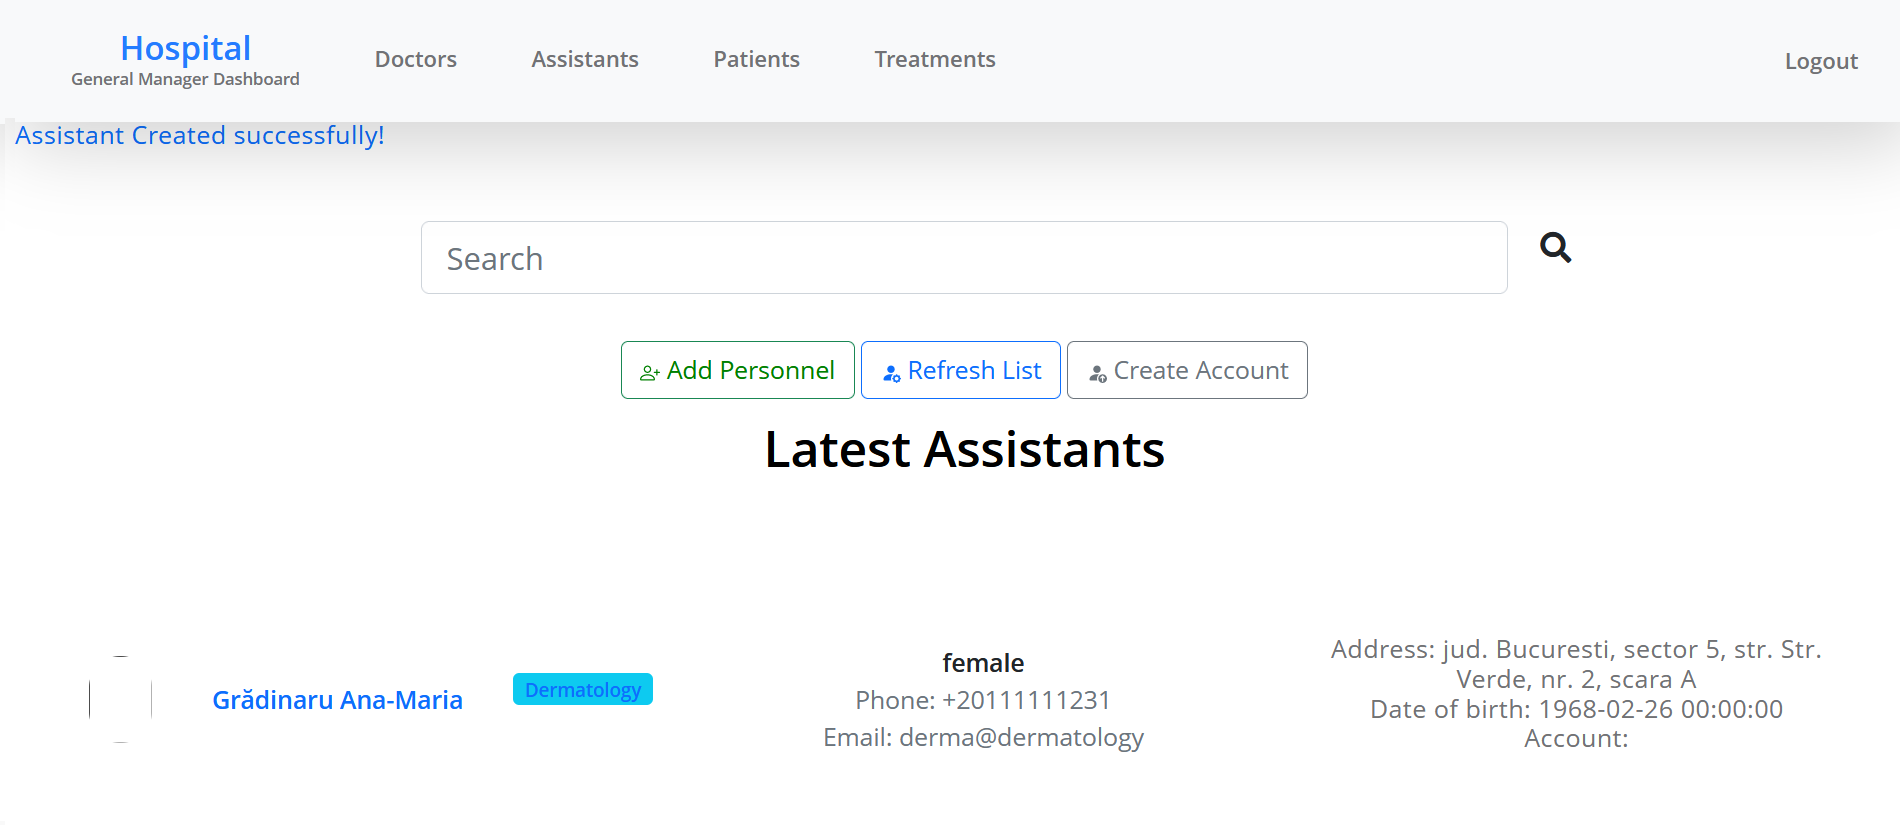 Hospital
General Manager Dashboard
Doctors
Assistants
Patients
Treatments
Logout
Assistant Created successfully!
Search
Add Personnel
Refresh List
Create Account
Latest Assistants
Grădinaru Ana-Maria
Dermatology
female
Phone: +20111111231
Email: derma@dermatology
Address: jud. Bucuresti, sector 5, str. Str.
Verde, nr. 2, scara A
Date of birth: 1968-02-26 00:00:00
Account: